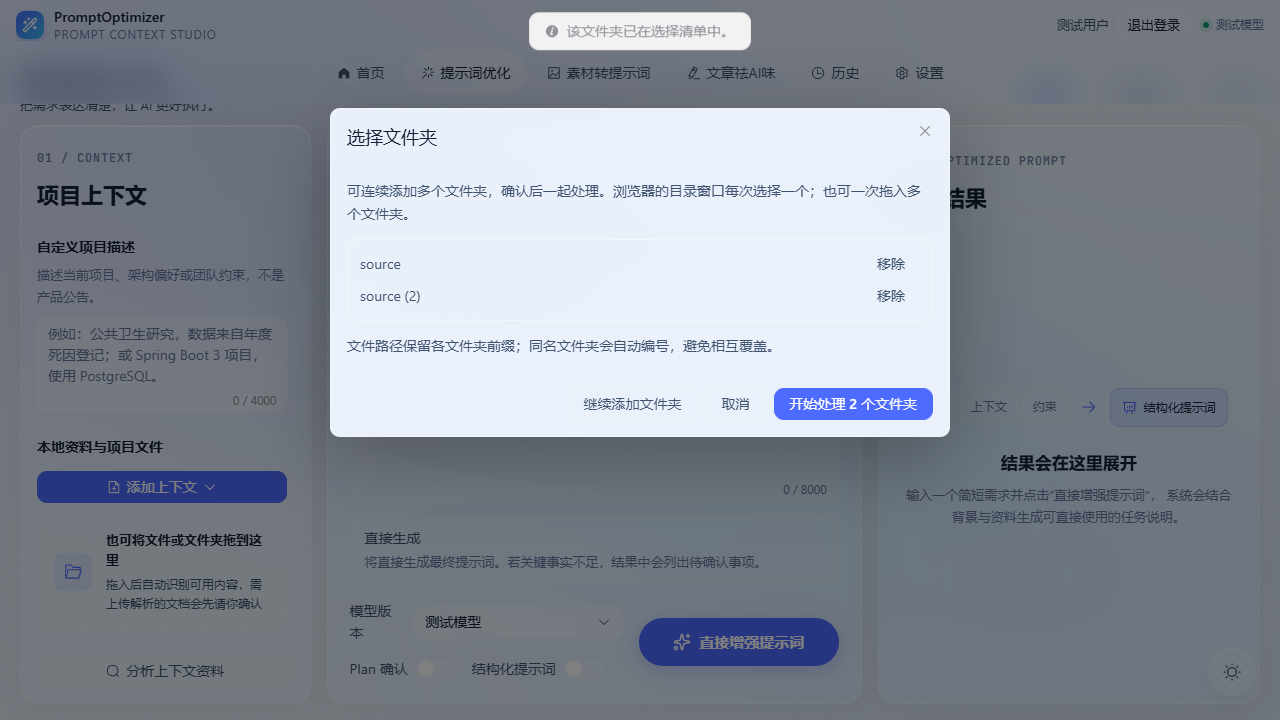 PromptOptimizer
PROMPT CONTEXT STUDIO
该文件夹已在选择清单中。
测试用户
退出登录
测试模型
首页
提示词优化
素材转提示词
文章祛AI味
历史
设置
把需求表达清楚，让 AI 更好执行。
01 / CONTEXT
项目上下文
自定义项目描述
描述当前项目、架构偏好或团队约束，不是
产品公告。
例如：公共卫生研究，数据来自年度
死因登记；或 Spring Boot 3 项目，
使用 PostgreSQL。
0 / 4000
本地资料与项目文件
添加上下文
也可将文件或文件夹拖到这
里
拖入后自动识别可用内容，需
上传解析的文档会先请你确认
分析上下文资料
选择文件夹
可连续添加多个文件夹，确认后一起处理。浏览器的目录窗口每次选择一个；也可一次拖入多
个文件夹。
source
移除
source (2)
移除
文件路径保留各文件夹前缀；同名文件夹会自动编号，避免相互覆盖。
继续添加文件夹
取消
开始处理 2 个文件夹
0 / 8000
直接生成
将直接生成最终提示词。若关键事实不足，结果中会列出待确认事项。
模型版
本
测试模型
直接增强提示词
Plan 确认
结构化提示词
PTIMIZED PROMPT
结果
上下文
约束
结构化提示词
结果会在这里展开
输入一个简短需求并点击“直接增强提示词”， 系统会结合
背景与资料生成可直接使用的任务说明。